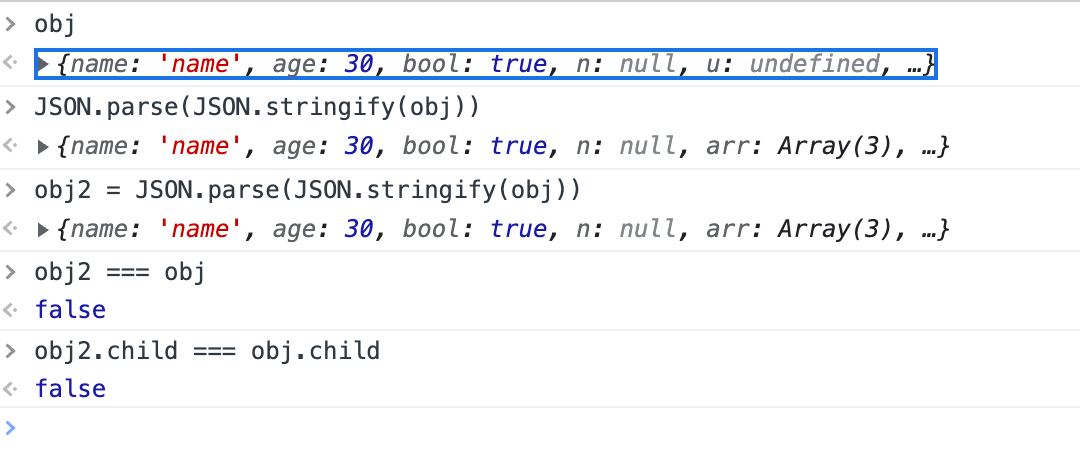 obj
{name: 'name', age: 30, bool: true, n: null, u: undefined, …}
JSON.parse(JSON.stringify(obj))
{name: 'name', age: 30, bool: true, n: null, arr: Array(3), …}
obj2 = JSON.parse(JSON.stringify(obj))
{name: 'name', age: 30, bool: true, n: null, arr: Array(3), …}
obj2 === obj
false
obj2.child === obj.child
false